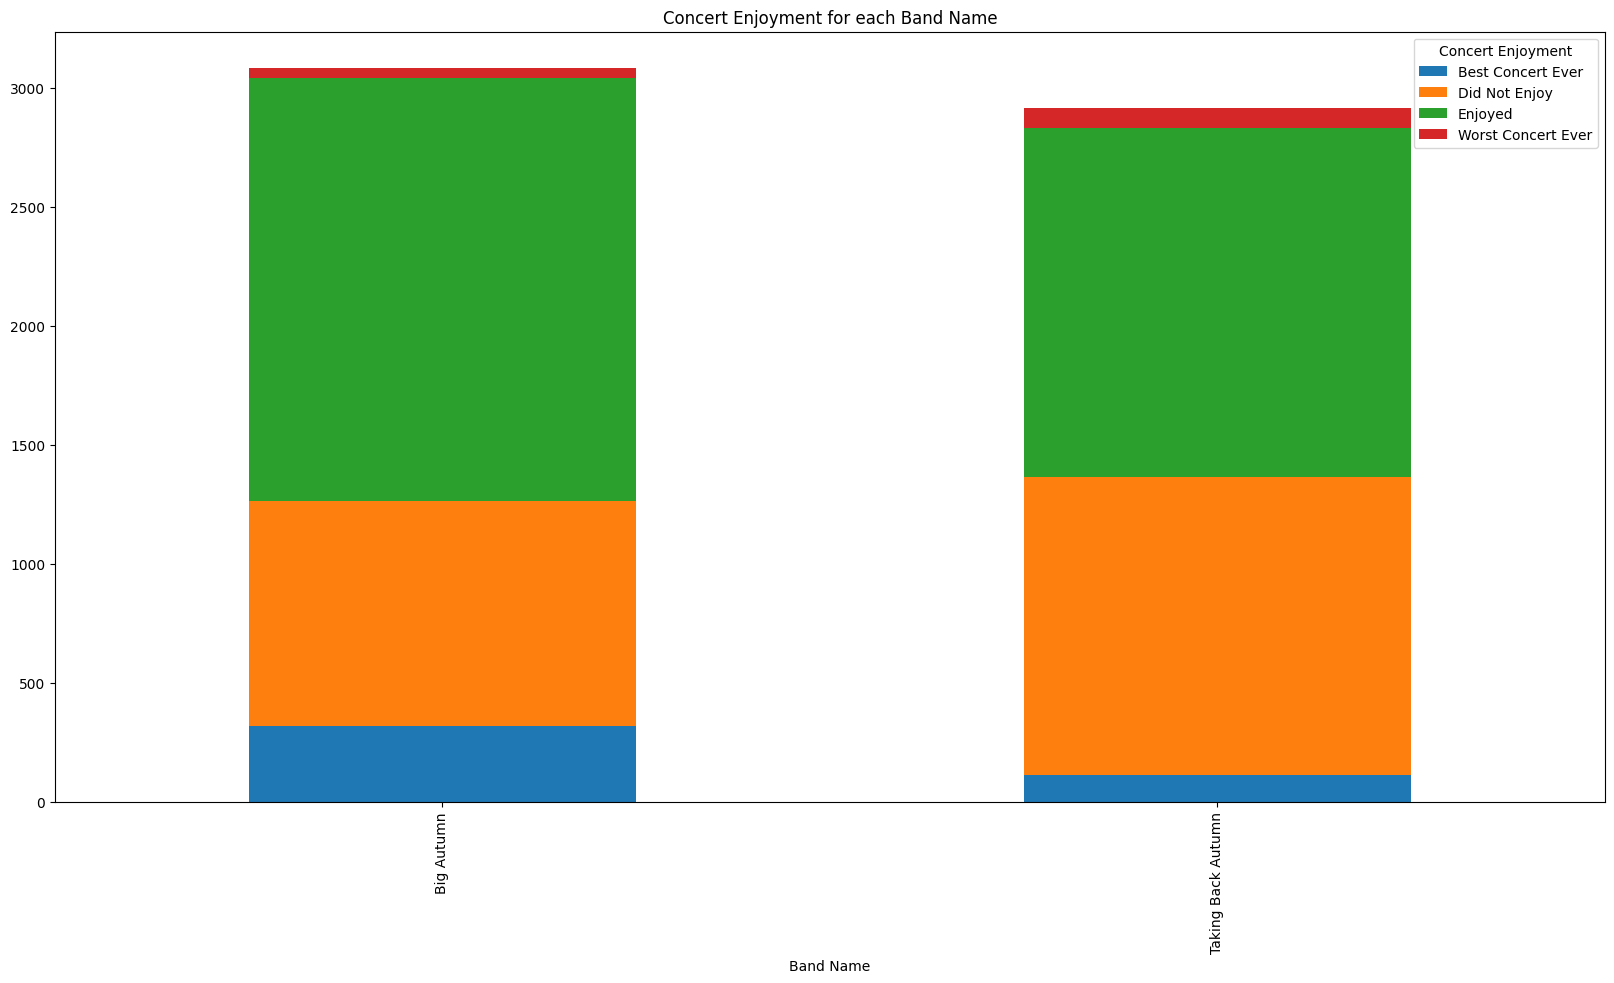 Concert Enjoyment for each Band Name
Concert Enjoyment
Best Concert Ever
Did Not Enjoy
Enjoyed
Worst Concert Ever
3000
2500
2000
1500
1000
500
0
Big Autumn
Taking Back Autumn
Band Name